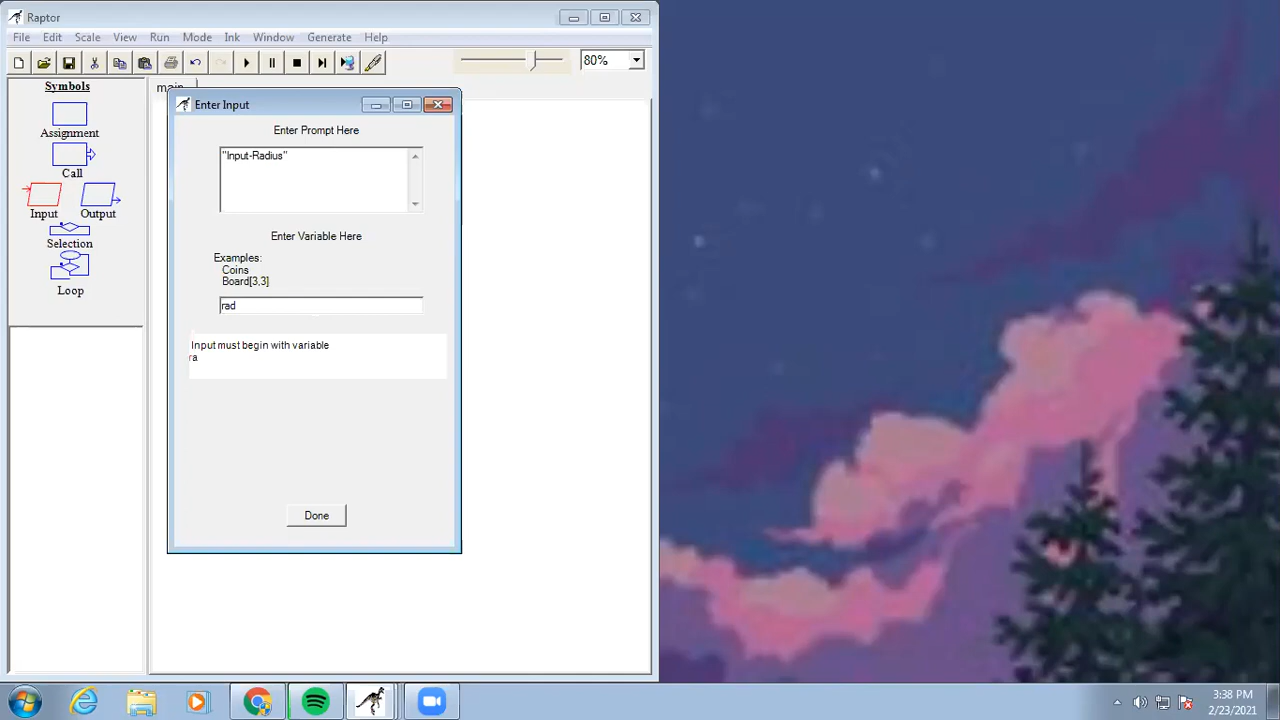 Raptor
File Edit Scale View Run Mode Ink Window Generate Help
80%
Symbols
main
Assignment
Call
Input Output
Selection
Loop
Enter Input
Enter Prompt Here
"Input-Radius"
Enter Variable Here
Examples:
Coins
Board[3,3]
rad
Input must begin with variable
ra
Done
3:38 PM
2/23/2021